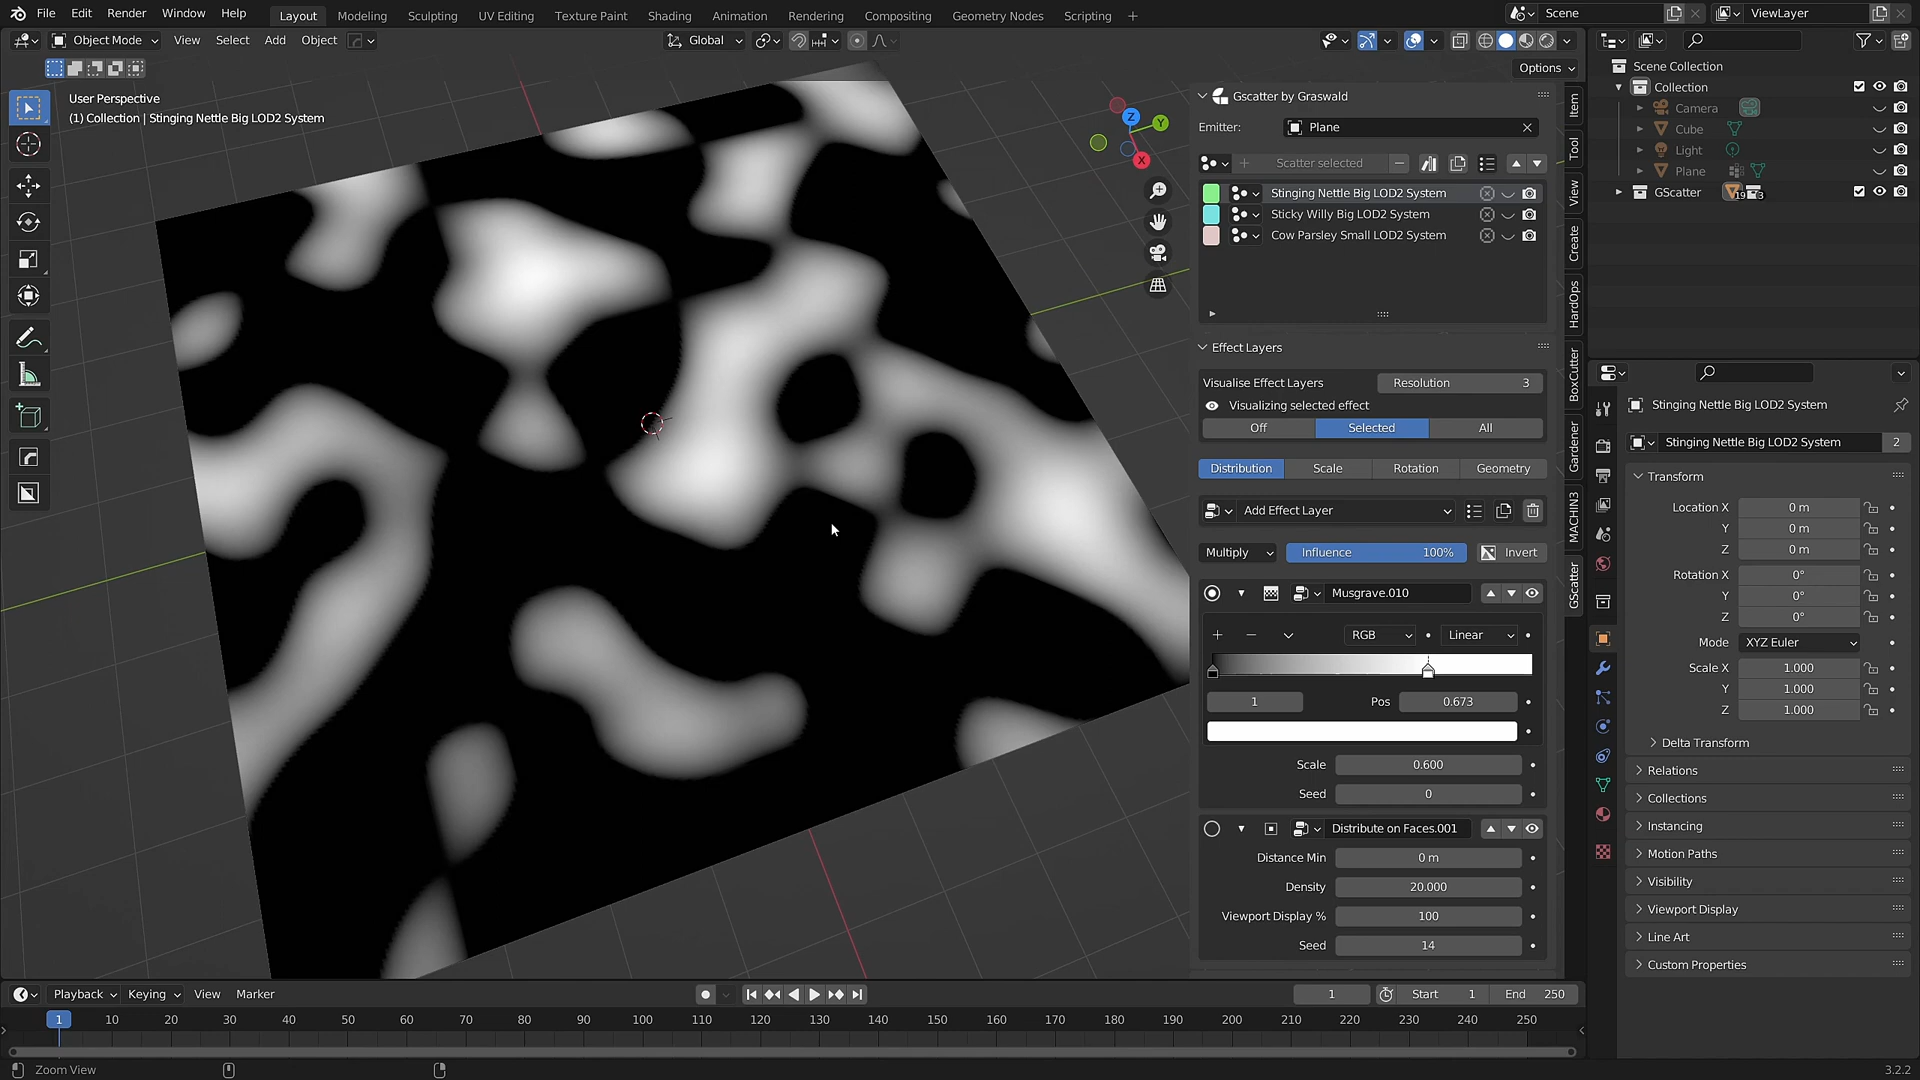 File Edit Render Window Help Layout Modeling Sculpting UV Editing Texture Paint Shading Animation Rendering Compositing Geometry Nodes Scripting + Scene ViewLayer
Object Mode View Select Add Object Global
Options
User Perspective
(1) Collection | Stinging Nettle Big LOD2 System
Z
Y
X
Gscatter by Graswald
Emitter: Plane
Scatter selected
Stinging Nettle Big LOD2 System
Sticky Willy Big LOD2 System
Cow Parsley Small LOD2 System
Effect Layers
Visualise Effect Layers Resolution 3
Visualizing selected effect
Off Selected All
Distribution Scale Rotation Geometry
Add Effect Layer
Multiply Influence 100% Invert
Musgrave.010
RGB Linear
1 Pos 0.673
Scale 0.600
Seed 0
Distribute on Faces.001
Distance Min 0 m
Density 20.000
Viewport Display % 100
Seed 14
Item
Tool
View
Create
HardOps
BoxCutter
Gardener
MACHIN3
GScatter
Scene Collection
Collection
Camera
Cube
Light
Plane
GScatter 19 3
Stinging Nettle Big LOD2 System
Stinging Nettle Big LOD2 System 2
Transform
Location X 0 m
Y 0 m
Z 0 m
Rotation X 0°
Y 0°
Z 0°
Mode XYZ Euler
Scale X 1.000
Y 1.000
Z 1.000
Delta Transform
Relations
Collections
Instancing
Motion Paths
Visibility
Viewport Display
Line Art
Custom Properties
Playback Keying View Marker 1 Start 1 End 250
1 10 20 30 40 50 60 70 80 90 100 110 120 130 140 150 160 170 180 190 200 210 220 230 240 250
Zoom View 3.2.2